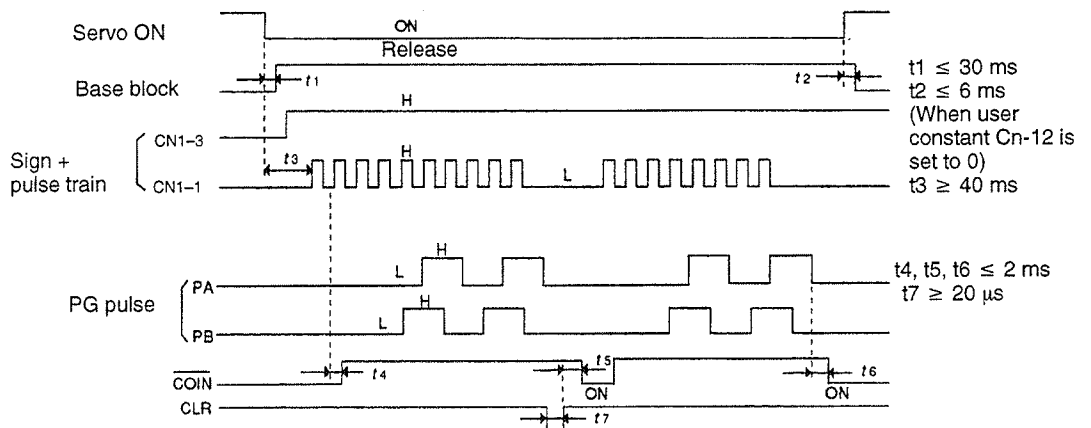 Servo ON
ON
Release
Base block
t1
t2
t1 ≤ 30 ms
t2 ≤ 6 ms
(When user
constant Cn-12 is
set to 0)
t3 ≥ 40 ms
H
CN1-3
Sign +
pulse train
t3
H
CN1-1
L
H
L
PA
t4, t5, t6 ≤ 2 ms
t7 ≥ 20 µs
PG pulse
H
L
PB
COIN
t4
t5
ON
t6
ON
CLR
t7